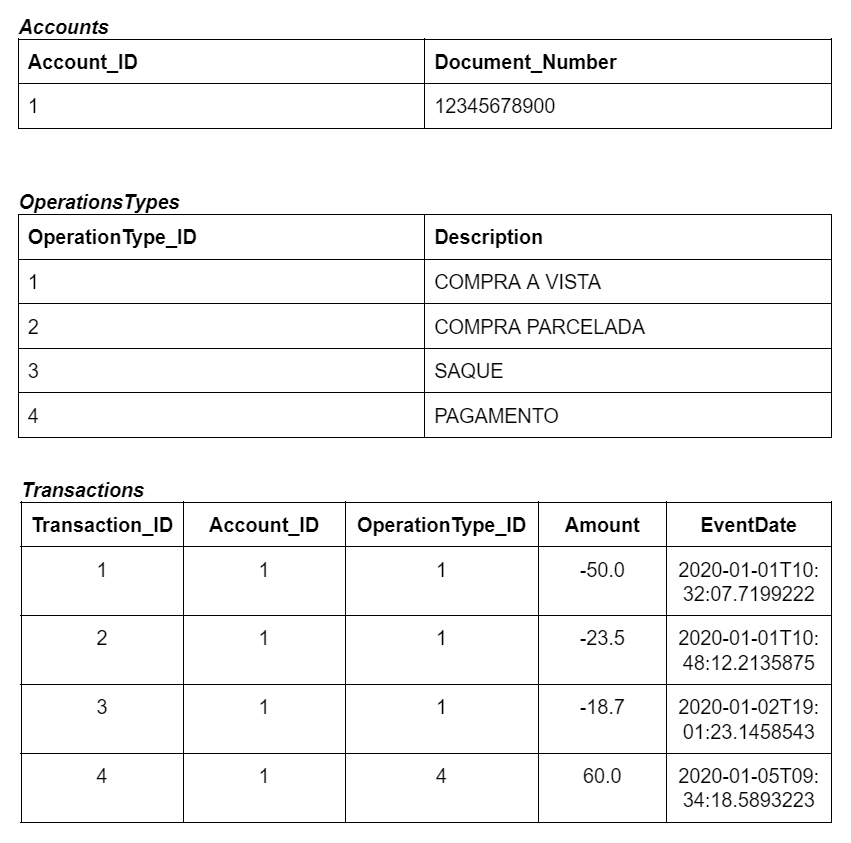 Accounts
Account_ID Document_Number
1 12345678900
OperationsTypes
OperationType_ID Description
1 COMPRA A VISTA
2 COMPRA PARCELADA
3 SAQUE
4 PAGAMENTO
Transactions
Transaction_ID Account_ID OperationType_ID Amount EventDate
1 1 1 -50.0 2020-01-01T10:
32:07.7199222
2 1 1 -23.5 2020-01-01T10:
48:12.2135875
3 1 1 -18.7 2020-01-02T19:
01:23.1458543
4 1 4 60.0 2020-01-05T09:
34:18.5893223